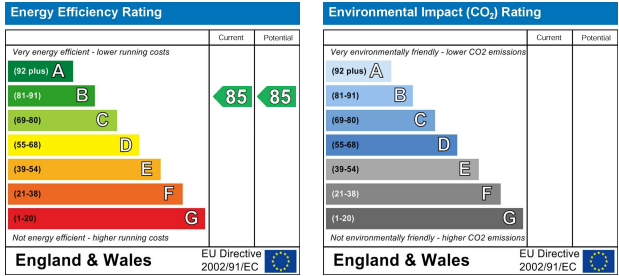 Energy Efficiency Rating
Current Potential
Very energy efficient - lower running costs
(92 plus) A
(81-91) B 85 85
(69-80) C
(55-68) D
(39-54) E
(21-38) F
(1-20) G
Not energy efficient - higher running costs
England & Wales
EU Directive
2002/91/EC
Environmental Impact (CO₂) Rating
Current Potential
Very environmentally friendly - lower CO2 emissions
(92 plus) A
(81-91) B
(69-80) C
(55-68) D
(39-54) E
(21-38) F
(1-20) G
Not environmentally friendly - higher CO2 emissions
England & Wales
EU Directive
2002/91/EC